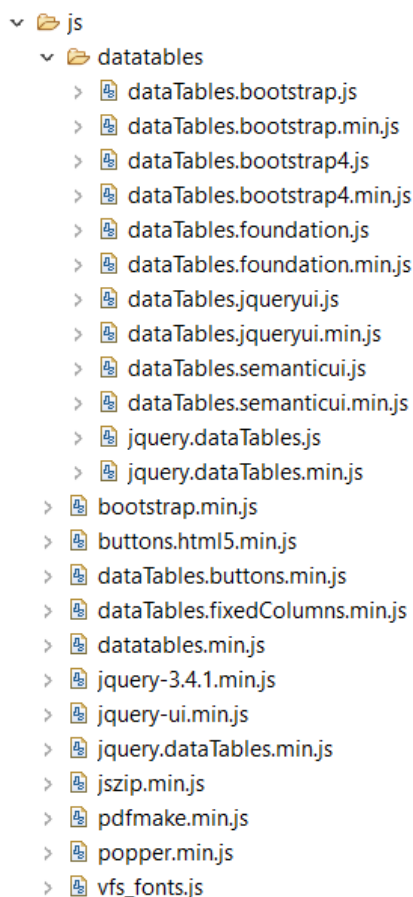 js
datatables
dataTables.bootstrap.js
dataTables.bootstrap.min.js
dataTables.bootstrap4.js
dataTables.bootstrap4.min.js
dataTables.foundation.js
dataTables.foundation.min.js
dataTables.jqueryui.js
dataTables.jqueryui.min.js
dataTables.semanticui.js
dataTables.semanticui.min.js
jquery.dataTables.js
jquery.dataTables.min.js
bootstrap.min.js
buttons.html5.min.js
dataTables.buttons.min.js
dataTables.fixedColumns.min.js
datatables.min.js
jquery-3.4.1.min.js
jquery-ui.min.js
jquery.dataTables.min.js
jszip.min.js
pdfmake.min.js
popper.min.js
vfs_fonts.js